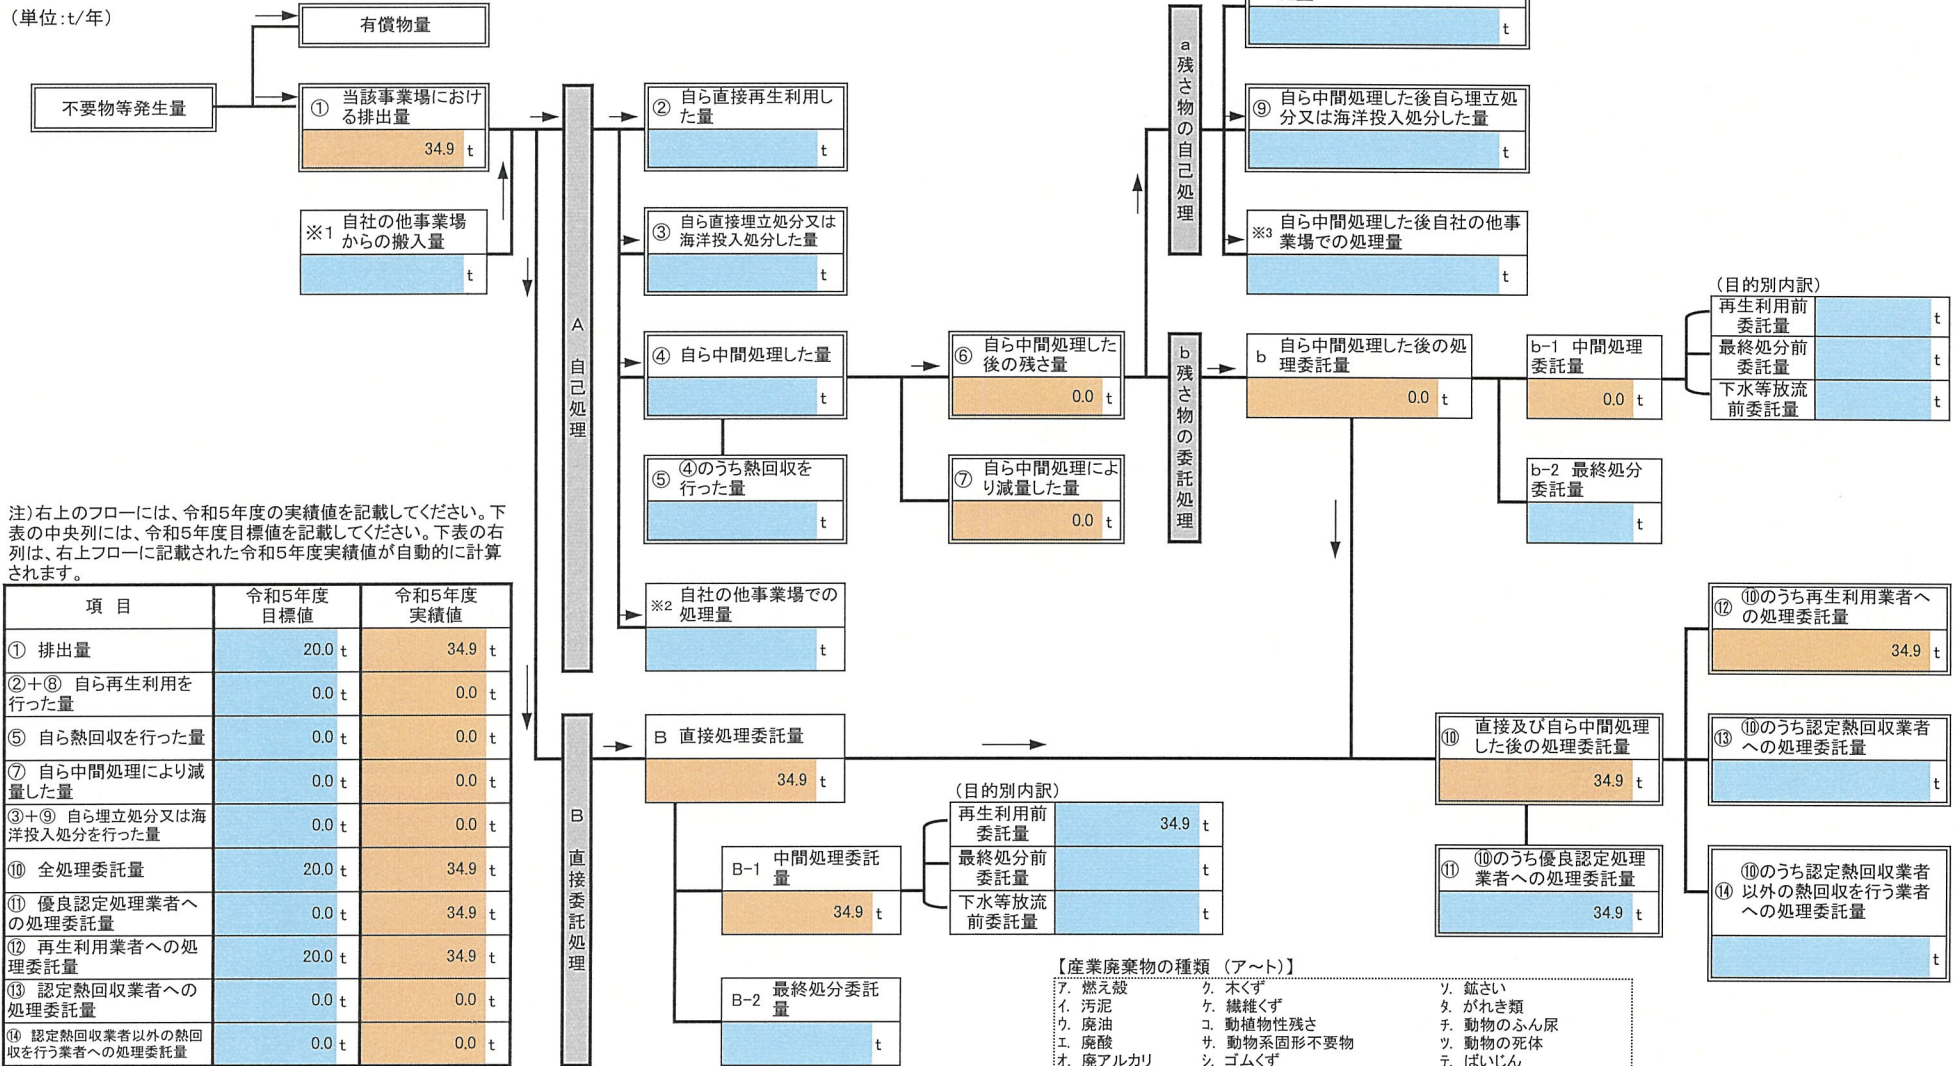 (単位:t/年)
有償物量
不要物等発生量
① 当該事業場におけ
る排出量
34.9 t
※1 自社の他事業場
からの搬入量
t
A 自己処理
② 自ら直接再生利用し
た量
t
③ 自ら直接埋立処分又は
海洋投入処分した量
t
④ 自ら中間処理した量
t
⑤ ④のうち熱回収を
行った量
t
※2 自社の他事業場での
処理量
t
⑥ 自ら中間処理した
後の残さ量
0.0 t
⑦ 自ら中間処理によ
り減量した量
0.0 t
a 残さ物の自己処理
t
⑨ 自ら中間処理した後自ら埋立処
分又は海洋投入処分した量
t
※3 自ら中間処理した後自社の他事
業場での処理量
t
b 残さ物の委託処理
b 自ら中間処理した後の処
理委託量
0.0 t
b-1 中間処理
委託量
0.0 t
(目的別内訳)
再生利用前
委託量 t
最終処分前
委託量 t
下水等放流
前委託量 t
b-2 最終処分
委託量
t
注)右上のフローには、令和5年度の実績値を記載してください。下
表の中央列には、令和5年度目標値を記載してください。下表の右
列は、右上フローに記載された令和5年度実績値が自動的に計算
されます。
項 目 令和5年度 目標値 令和5年度 実績値
① 排出量 20.0 t 34.9 t
②+⑧ 自ら再生利用を
行った量 0.0 t 0.0 t
⑤ 自ら熱回収を行った量 0.0 t 0.0 t
⑦ 自ら中間処理により減
量した量 0.0 t 0.0 t
③+⑨ 自ら埋立処分又は海
洋投入処分を行った量 0.0 t 0.0 t
⑩ 全処理委託量 20.0 t 34.9 t
⑪ 優良認定処理業者へ
の処理委託量 0.0 t 34.9 t
⑫ 再生利用業者への処
理委託量 20.0 t 34.9 t
⑬ 認定熱回収業者への
処理委託量 0.0 t 0.0 t
⑭ 認定熱回収業者以外の熱回
収を行う業者への処理委託量 0.0 t 0.0 t
B 直接委託処理
B 直接処理委託量
34.9 t
B-1 中間処理委託
量
34.9 t
(目的別内訳)
再生利用前
委託量 34.9 t
最終処分前
委託量 t
下水等放流
前委託量 t
B-2 最終処分委託
量
t
⑩ 直接及び自ら中間処理
した後の処理委託量
34.9 t
⑪ ⑩のうち優良認定処理
業者への処理委託量
34.9 t
⑫ ⑩のうち再生利用業者へ
の処理委託量
34.9 t
⑬ ⑩のうち認定熱回収業者
への処理委託量
t
⑭ ⑩のうち認定熱回収業者
以外の熱回収を行う業者
への処理委託量
t
【産業廃棄物の種類 (ア~ト)】
ア. 燃え殻 ク. 木くず ソ. 鉱さい
イ. 汚泥 ケ. 繊維くず タ. がれき類
ウ. 廃油 コ. 動植物性残さ チ. 動物のふん尿
エ. 廃酸 サ. 動物系固形不要物 ツ. 動物の死体
オ. 廃アルカリ シ. ゴムくず テ. ばいじん